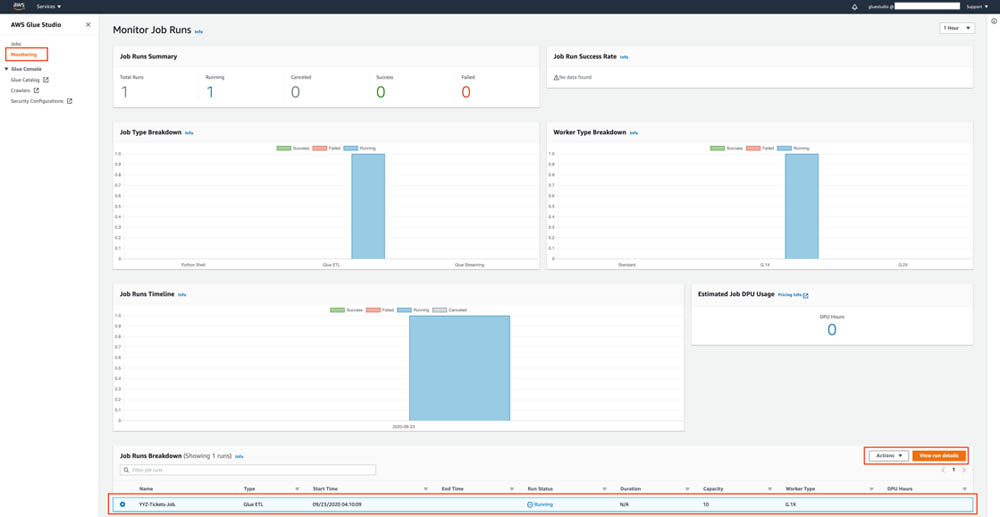 aws Services
gluestudio @ Support
AWS Glue Studio
Jobs
Monitoring
Glue Console
Glue Catalog
Crawlers
Security Configurations
Monitor Job Runs Info
1 Hour
Job Runs Summary
Total Runs Running Canceled Success Failed
1 1 0 0 0
Job Run Success Rate Info
No data found
Job Type Breakdown Info
Success Failed Running
1.0
0.9
0.8
0.7
0.6
0.5
0.4
0.3
0.2
0.1
0
Python Shell Glue ETL Glue Streaming
Worker Type Breakdown Info
Success Failed Running
1.0
0.9
0.8
0.7
0.6
0.5
0.4
0.3
0.2
0.1
0
Standard G.1X G.2X
Job Runs Timeline Info
Success Failed Running Canceled
1.0
0.9
0.8
0.7
0.6
0.5
0.4
0.3
0.2
0.1
0
2020-09-23
Estimated Job DPU Usage Pricing Info
DPU Hours
0
Job Runs Breakdown (Showing 1 runs) Info
Actions View run details
Filter job runs
1
Name Type Start Time End Time Run Status Duration Capacity Worker Type DPU Hours
YYZ-Tickets-Job. Glue ETL 09/23/2020 04:10:09 Running N/A 10 G.1X